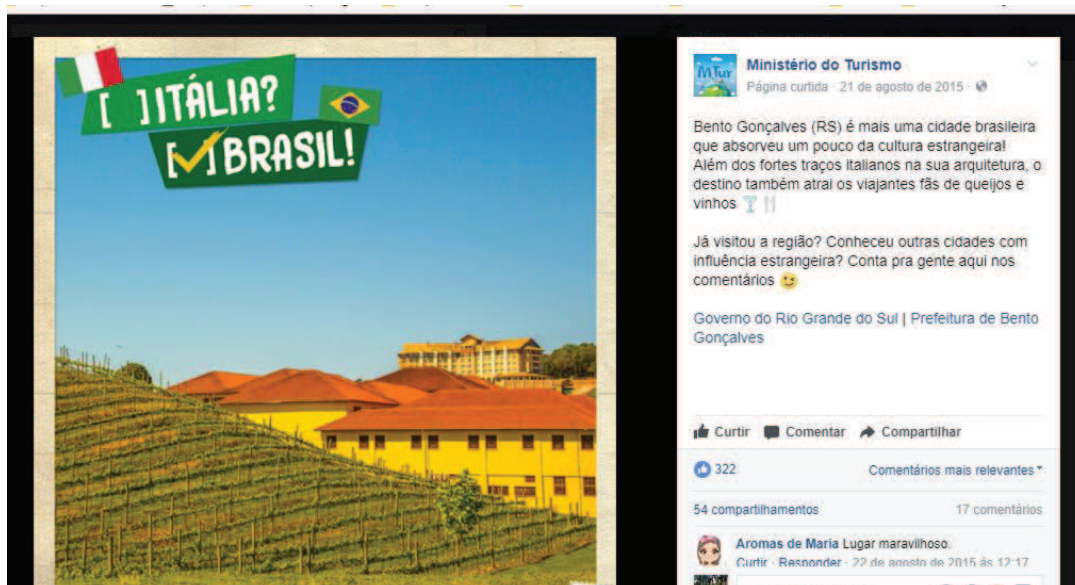 [ ] ITÁLIA?
[✓] BRASIL!
MTur
Ministério do Turismo
Página curtida · 21 de agosto de 2015 ·
Bento Gonçalves (RS) é mais uma cidade brasileira
que absorveu um pouco da cultura estrangeira!
Além dos fortes traços italianos na sua arquitetura, o
destino também atrai os viajantes fãs de queijos e
vinhos 🍸🍴
Já visitou a região? Conheceu outras cidades com
influência estrangeira? Conta pra gente aqui nos
comentários 😉
Governo do Rio Grande do Sul | Prefeitura de Bento
Gonçalves
Curtir Comentar Compartilhar
322 Comentários mais relevantes
54 compartilhamentos 17 comentários
Aromas de Maria Lugar maravilhoso.
Curtir · Responder · 22 de agosto de 2015 às 12:17